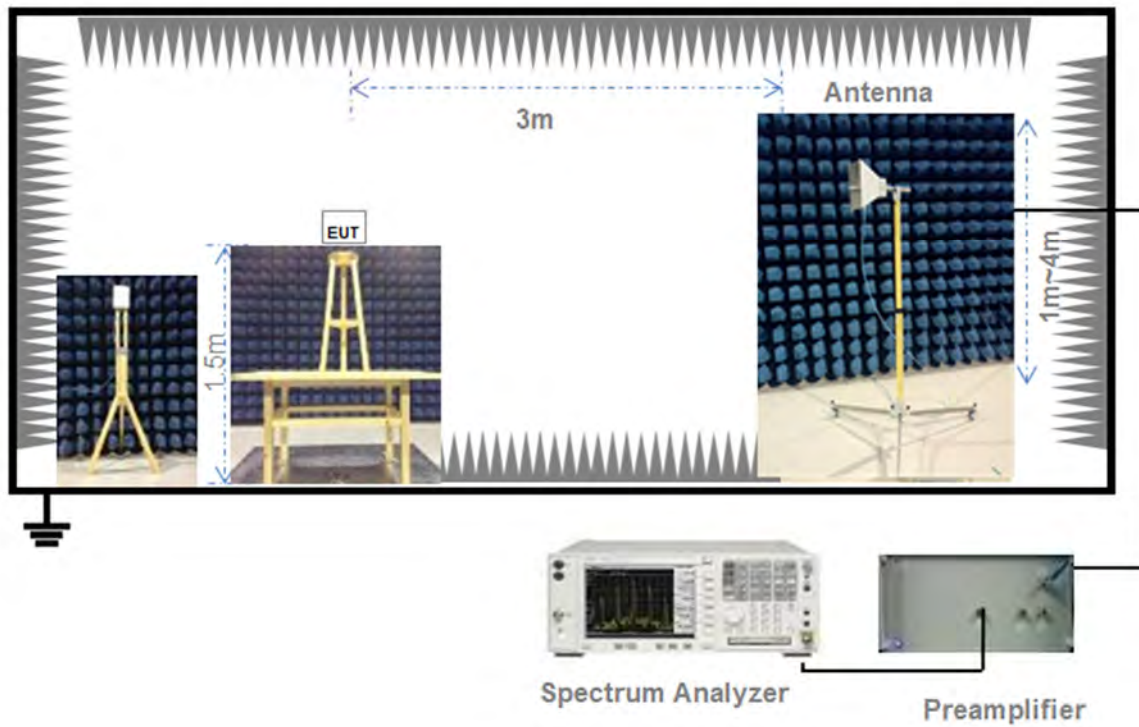 Antenna
3m
EUT
1.5m
1m~4m
Spectrum Analyzer
Preamplifier